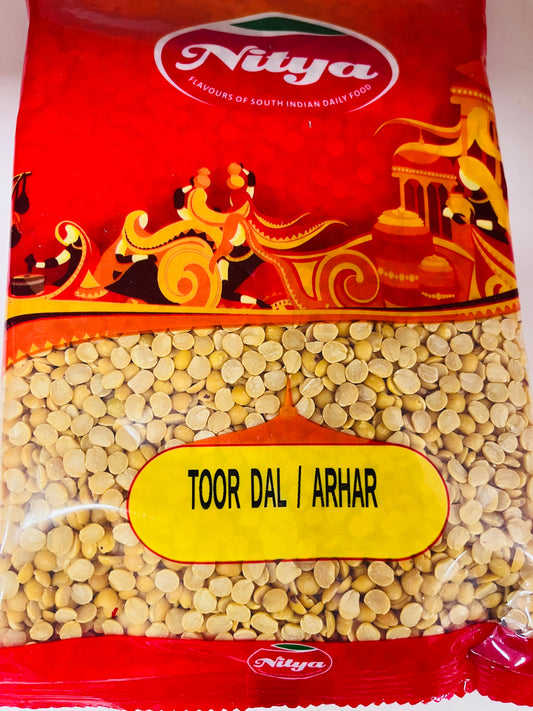 Nitya
FLAVOURS OF SOUTH INDIAN DAILY FOOD
TOOR DAL / ARHAR
Nitya